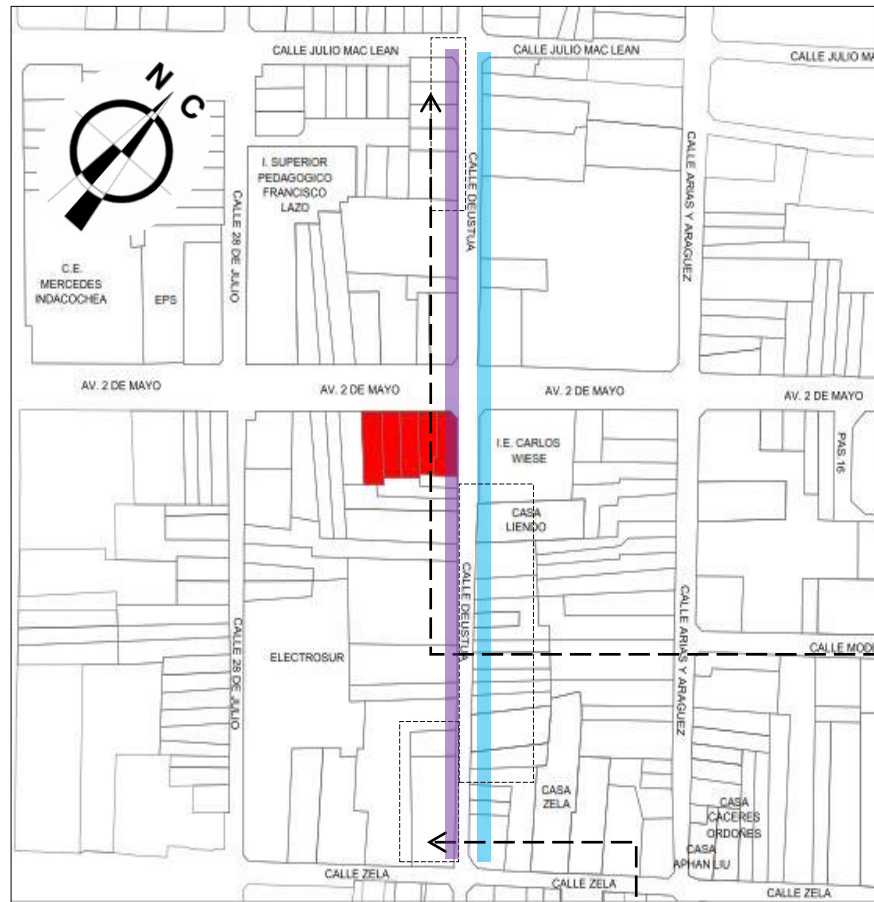 CALLE JULIO MAC LEAN
CALLE JULIO MAC LEAN
CALLE JULIO MA
N C
I. SUPERIOR
PEDAGOGICO
FRANCISCO
LAZO
CALLE 28 DE JULIO
CALLE DEUSTUA
CALLE ARIAS Y ARAGUEZ
C.E.
MERCEDES
INDACOCHEA
EPS
AV. 2 DE MAYO
AV. 2 DE MAYO
AV. 2 DE MAYO
AV. 2 DE MAYO
I.E. CARLOS
WIESE
PAS.16
CASA
LIENDO
CALLE DEUSTUA
CALLE 28 DE JULIO
CALLE ARIAS Y ARAGUEZ
ELECTROSUR
CALLE MODE
CASA
ZELA
CASA
CACERES
ORDOÑES
CASA
APHAN LIU
CALLE ZELA
CALLE ZELA